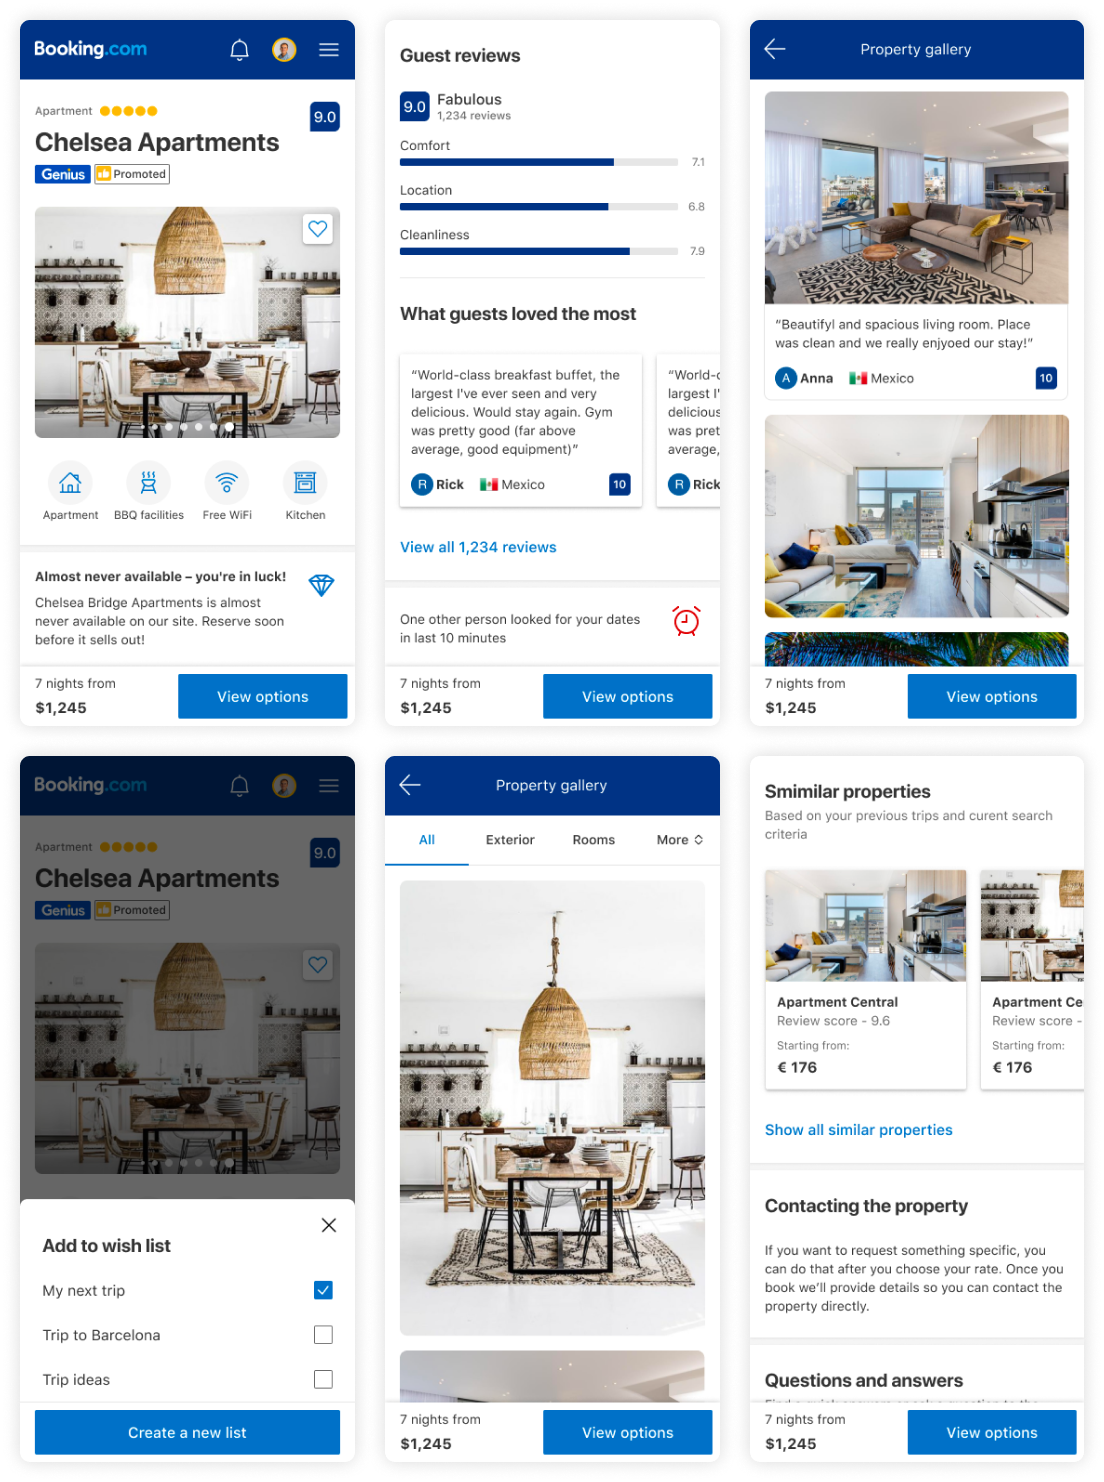 Booking.com
Apartment
9.0
Chelsea Apartments
Genius
Promoted
Apartment
BBQ facilities
Free WiFi
Kitchen
Almost never available – you're in luck!
Chelsea Bridge Apartments is almost
never available on our site. Reserve soon
before it sells out!
7 nights from
$1,245
View options
Guest reviews
9.0
Fabulous
1,234 reviews
Comfort
7.1
Location
6.8
Cleanliness
7.9
What guests loved the most
“World-class breakfast buffet, the
largest I've ever seen and very
delicious. Would stay again. Gym
was pretty good (far above
average, good equipment)”
R
Rick
Mexico
10
“World-c
largest I'
delicious
was pret
average,
R
Rick
View all 1,234 reviews
One other person looked for your dates
in last 10 minutes
7 nights from
$1,245
View options
Property gallery
“Beautifyl and spacious living room. Place
was clean and we really enjyoed our stay!”
A
Anna
Mexico
10
7 nights from
$1,245
View options
Booking.com
Apartment
9.0
Chelsea Apartments
Genius
Promoted
Add to wish list
My next trip
Trip to Barcelona
Trip ideas
Create a new list
Property gallery
All
Exterior
Rooms
More
7 nights from
$1,245
View options
Smimilar properties
Based on your previous trips and curent search
criteria
Apartment Central
Review score - 9.6
Starting from:
€ 176
Apartment Ce
Review score -
Starting from:
€ 176
Show all similar properties
Contacting the property
If you want to request something specific, you
can do that after you choose your rate. Once you
book we’ll provide details so you can contact the
property directly.
Questions and answers
7 nights from
$1,245
View options